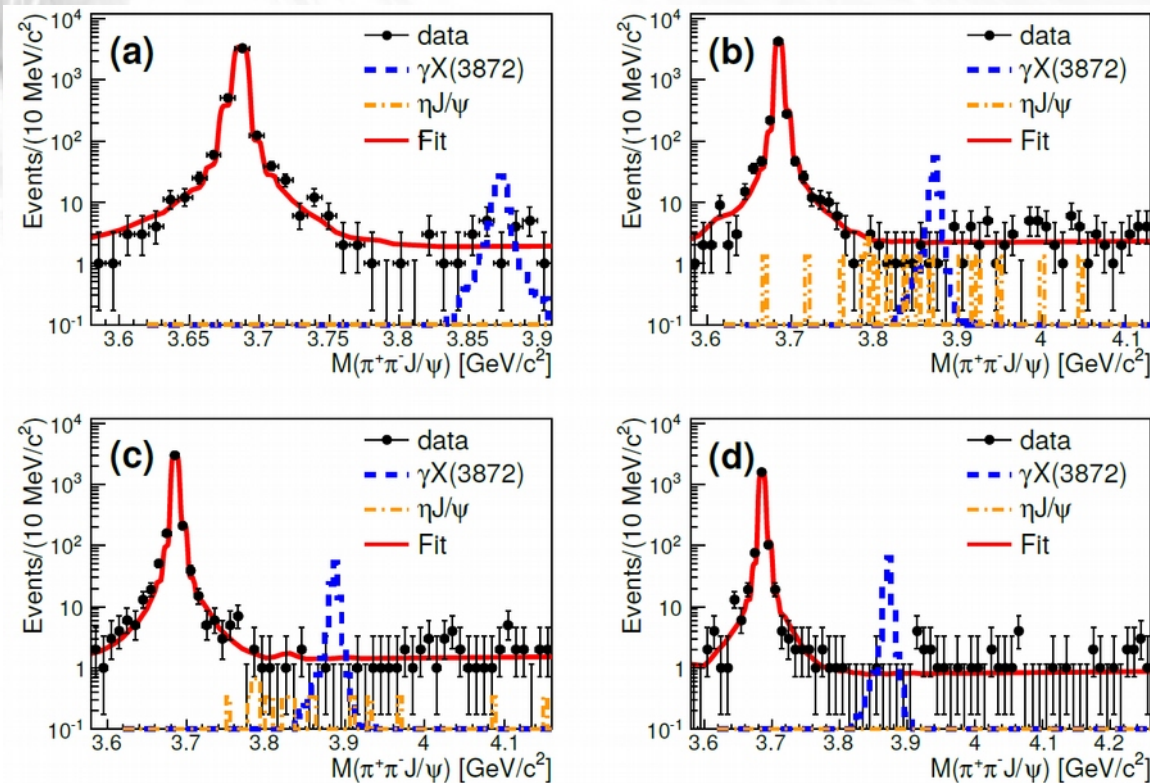 (a)
data
γX(3872)
ηJ/ψ
Fit
Events/(10 MeV/c²)
10⁴
10³
10²
10
1
10⁻¹
3.6 3.65 3.7 3.75 3.8 3.85 3.9
M(π⁺π⁻J/ψ) [GeV/c²]
(b)
data
γX(3872)
ηJ/ψ
Fit
Events/(10 MeV/c²)
10⁴
10³
10²
10
1
10⁻¹
3.6 3.7 3.8 3.9 4 4.1
M(π⁺π⁻J/ψ) [GeV/c²]
(c)
data
γX(3872)
ηJ/ψ
Fit
Events/(10 MeV/c²)
10⁴
10³
10²
10
1
10⁻¹
3.6 3.7 3.8 3.9 4 4.1
M(π⁺π⁻J/ψ) [GeV/c²]
(d)
data
γX(3872)
ηJ/ψ
Fit
Events/(10 MeV/c²)
10⁴
10³
10²
10
1
10⁻¹
3.6 3.7 3.8 3.9 4 4.1 4.2
M(π⁺π⁻J/ψ) [GeV/c²]